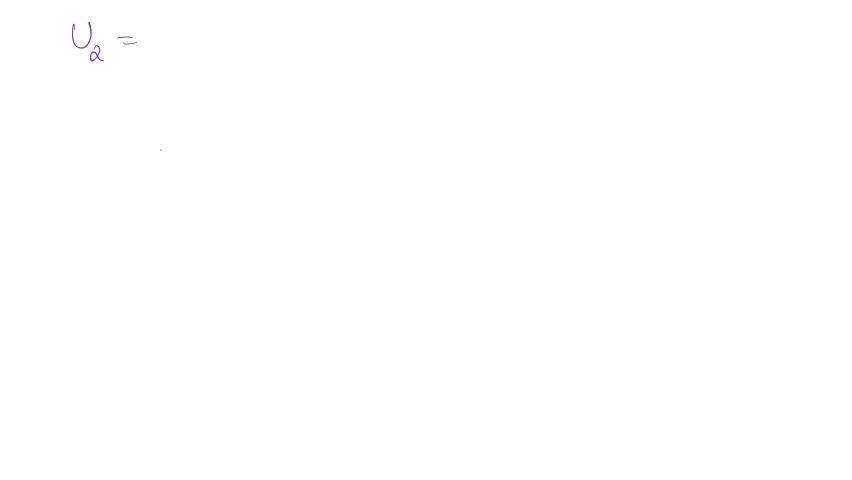 U₂ =